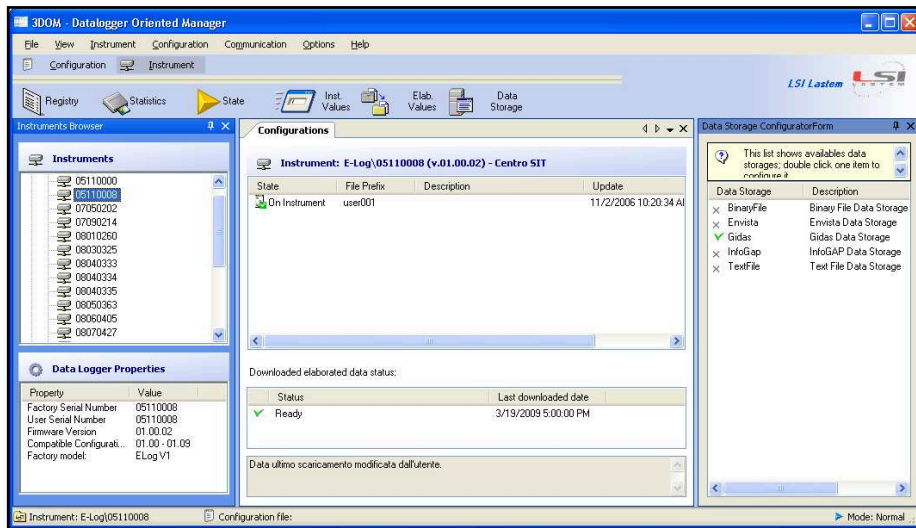 3DOM - Datalogger Oriented Manager
File View Instrument Configuration Communication Options Help
Configuration Instrument
LSI Lastem LSI LASTEM
Registry Statistics State Inst. Values Elab. Values Data Storage
Instruments Browser
Instruments
05110000
05110008
07050202
07090214
08010260
08030325
08040333
08040334
08040335
08050363
08060405
08070427
Data Logger Properties
Property Value
Factory Serial Number 05110008
User Serial Number 05110008
Firmware Version 01.00.02
Compatible Configurati... 01.00 - 01.09
Factory model: ELog V1
Configurations
Instrument: E-Log\05110008 (v.01.00.02) - Centro SIT
State File Prefix Description Update
On Instrument user001 11/2/2006 10:20:34 AM
Downloaded elaborated data status:
Status Last downloaded date
Ready 3/19/2009 5:00:00 PM
Data ultimo scaricamento modificata dall'utente.
Data Storage ConfiguratorForm
This list shows availables data
storages; double click one item to
configure it
Data Storage Description
BinaryFile Binary File Data Storage
Envista Envista Data Storage
Gidas Gidas Data Storage
InfoGap InfoGAP Data Storage
TextFile Text File Data Storage
Instrument: E-Log\05110008 Configuration file: Mode: Normal